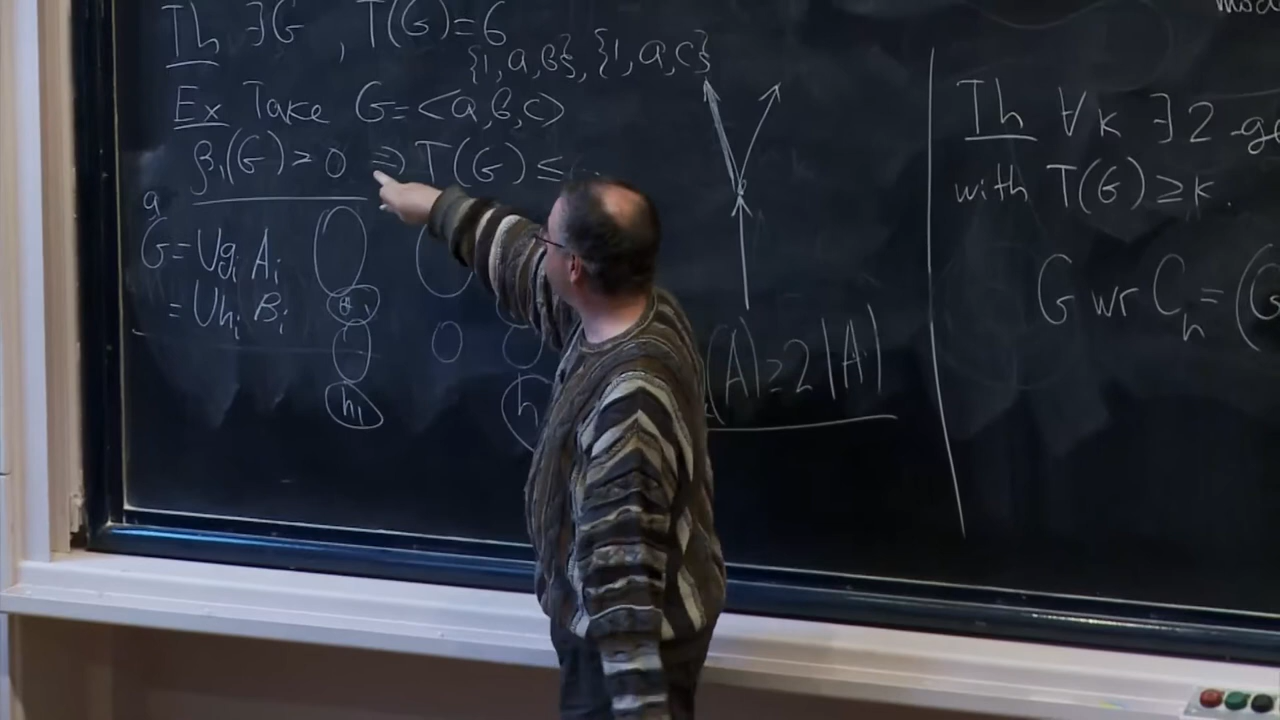 Th ∃G , T(G)=6
{1,a,b}, {1,a,c}
Ex Take G=<a,b,c>
β₁(G)>0 ⇒ T(G)≤
G=⋃gᵢ Aᵢ
=⋃hᵢ Bᵢ
h₁
(A)≥2|A|
Th ∀k ∃2-ge
with T(G)≥k.
G wr Cₙ=(G